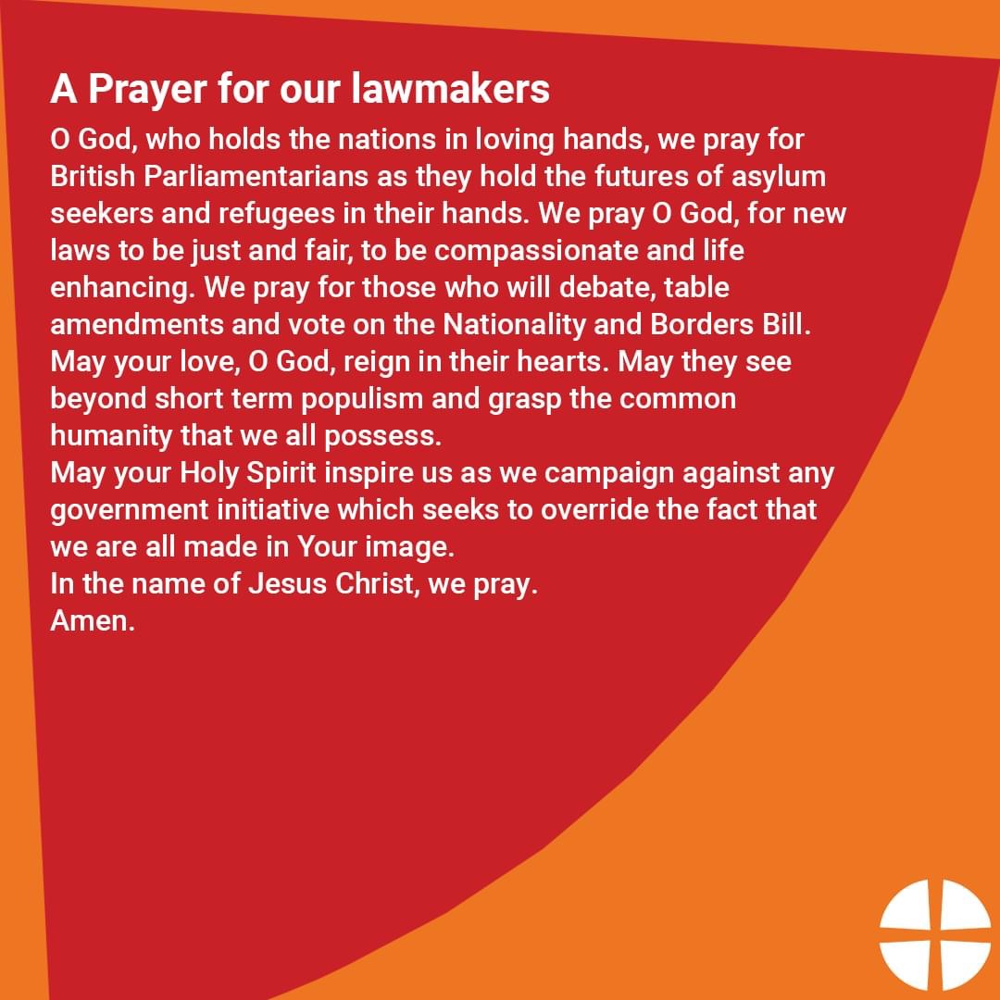 A Prayer for our lawmakers
O God, who holds the nations in loving hands, we pray for
British Parliamentarians as they hold the futures of asylum
seekers and refugees in their hands. We pray O God, for new
laws to be just and fair, to be compassionate and life
enhancing. We pray for those who will debate, table
amendments and vote on the Nationality and Borders Bill.
May your love, O God, reign in their hearts. May they see
beyond short term populism and grasp the common
humanity that we all possess.
May your Holy Spirit inspire us as we campaign against any
government initiative which seeks to override the fact that
we are all made in Your image.
In the name of Jesus Christ, we pray.
Amen.